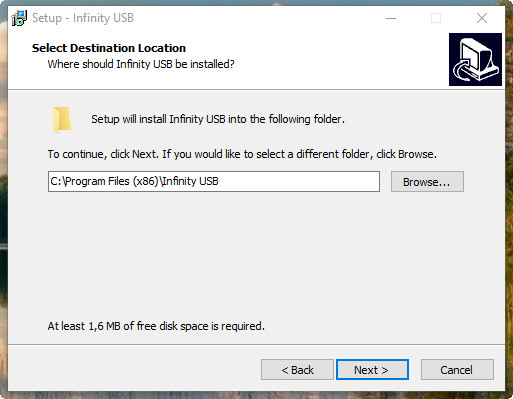 Setup - Infinity USB
Select Destination Location
Where should Infinity USB be installed?
Setup will install Infinity USB into the following folder.
To continue, click Next. If you would like to select a different folder, click Browse.
C:\Program Files (x86)\Infinity USB
Browse...
At least 1,6 MB of free disk space is required.
< Back
Next >
Cancel